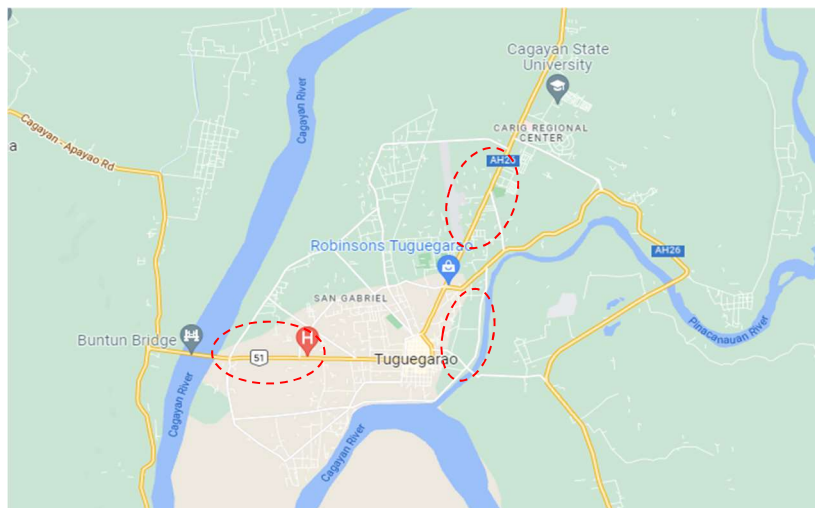 Cagayan State
University
Cagayan River
CARIG REGIONAL
CENTER
Cagayan - Apayao Rd
a
AH26
Robinsons Tuguegarao
AH26
SAN GABRIEL
Pinacanauan River
Buntun Bridge
H
51
Tuguegarao
Cagayan River
Cagayan River